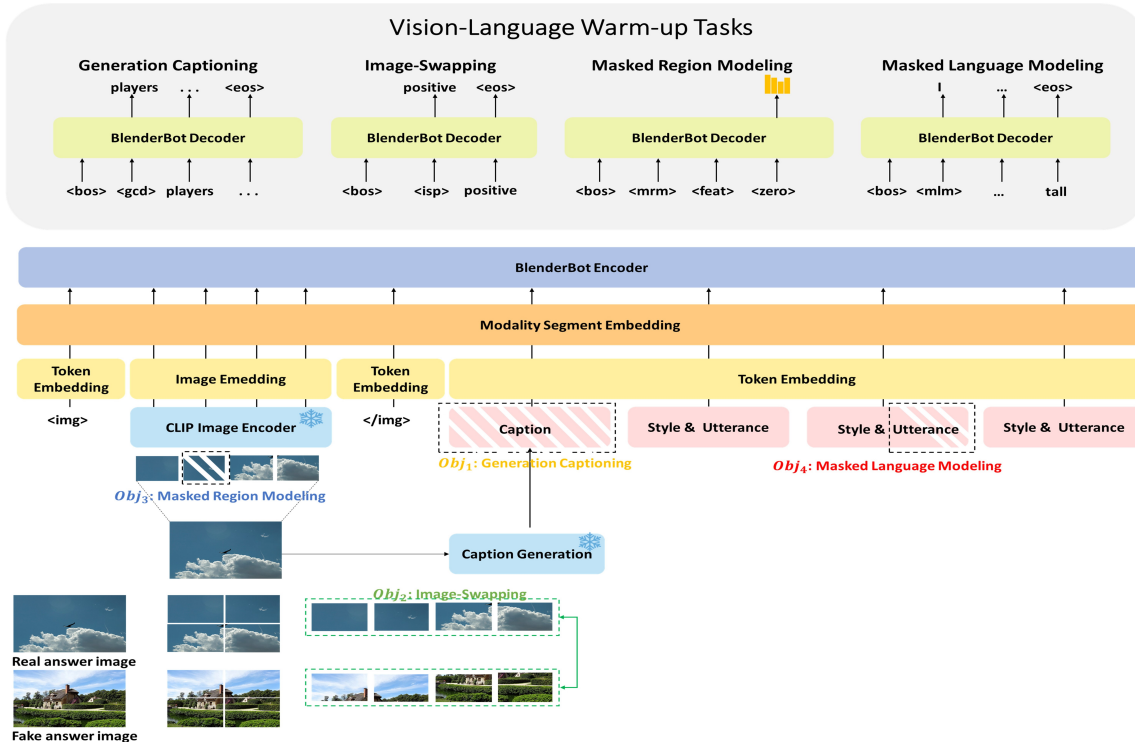 Vision-Language Warm-up Tasks
Generation Captioning
Image-Swapping
Masked Region Modeling
Masked Language Modeling
players ... <eos>
positive <eos>
I ... <eos>
BlenderBot Decoder
BlenderBot Decoder
BlenderBot Decoder
BlenderBot Decoder
<bos> <gcd> players ...
<bos> <isp> positive
<bos> <mrm> <feat> <zero>
<bos> <mlm> ... tall
BlenderBot Encoder
Modality Segment Embedding
Token
Embedding
Image Emedding
Token
Embedding
Token Embedding
<img>
CLIP Image Encoder
</img>
Caption
Style & Utterance
Style & Utterance
Style & Utterance
Obj1: Generation Captioning
Obj4: Masked Language Modeling
Obj3: Masked Region Modeling
Caption Generation
Obj2: Image-Swapping
Real answer image
Fake answer image